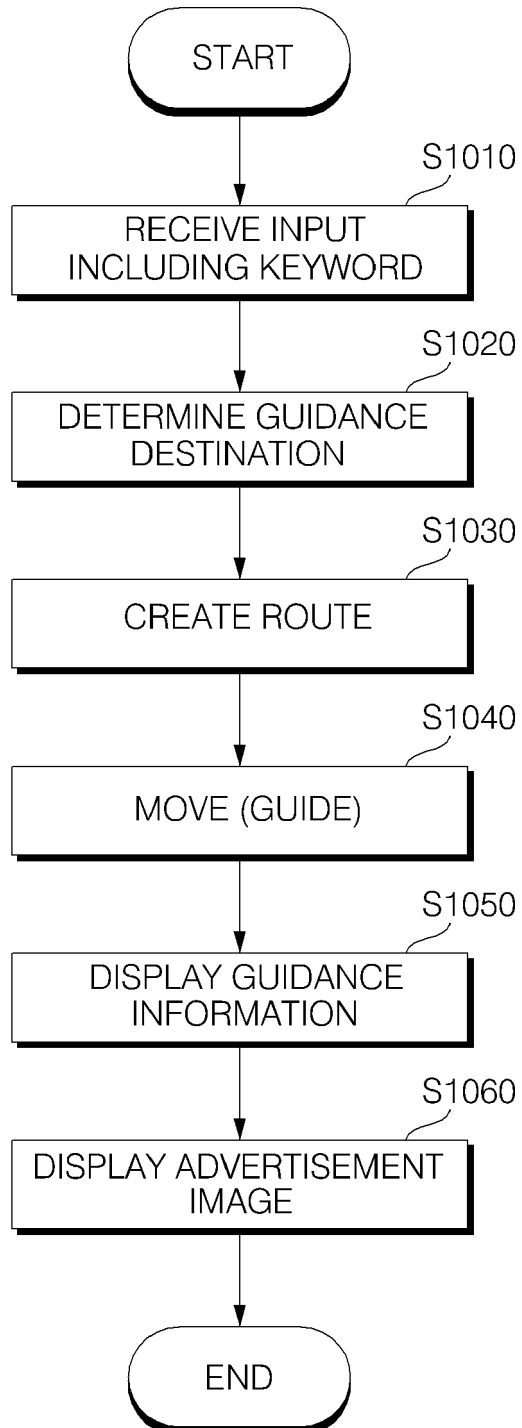 START
S1010
RECEIVE INPUT
INCLUDING KEYWORD
S1020
DETERMINE GUIDANCE
DESTINATION
S1030
CREATE ROUTE
S1040
MOVE (GUIDE)
S1050
DISPLAY GUIDANCE
INFORMATION
S1060
DISPLAY ADVERTISEMENT
IMAGE
END